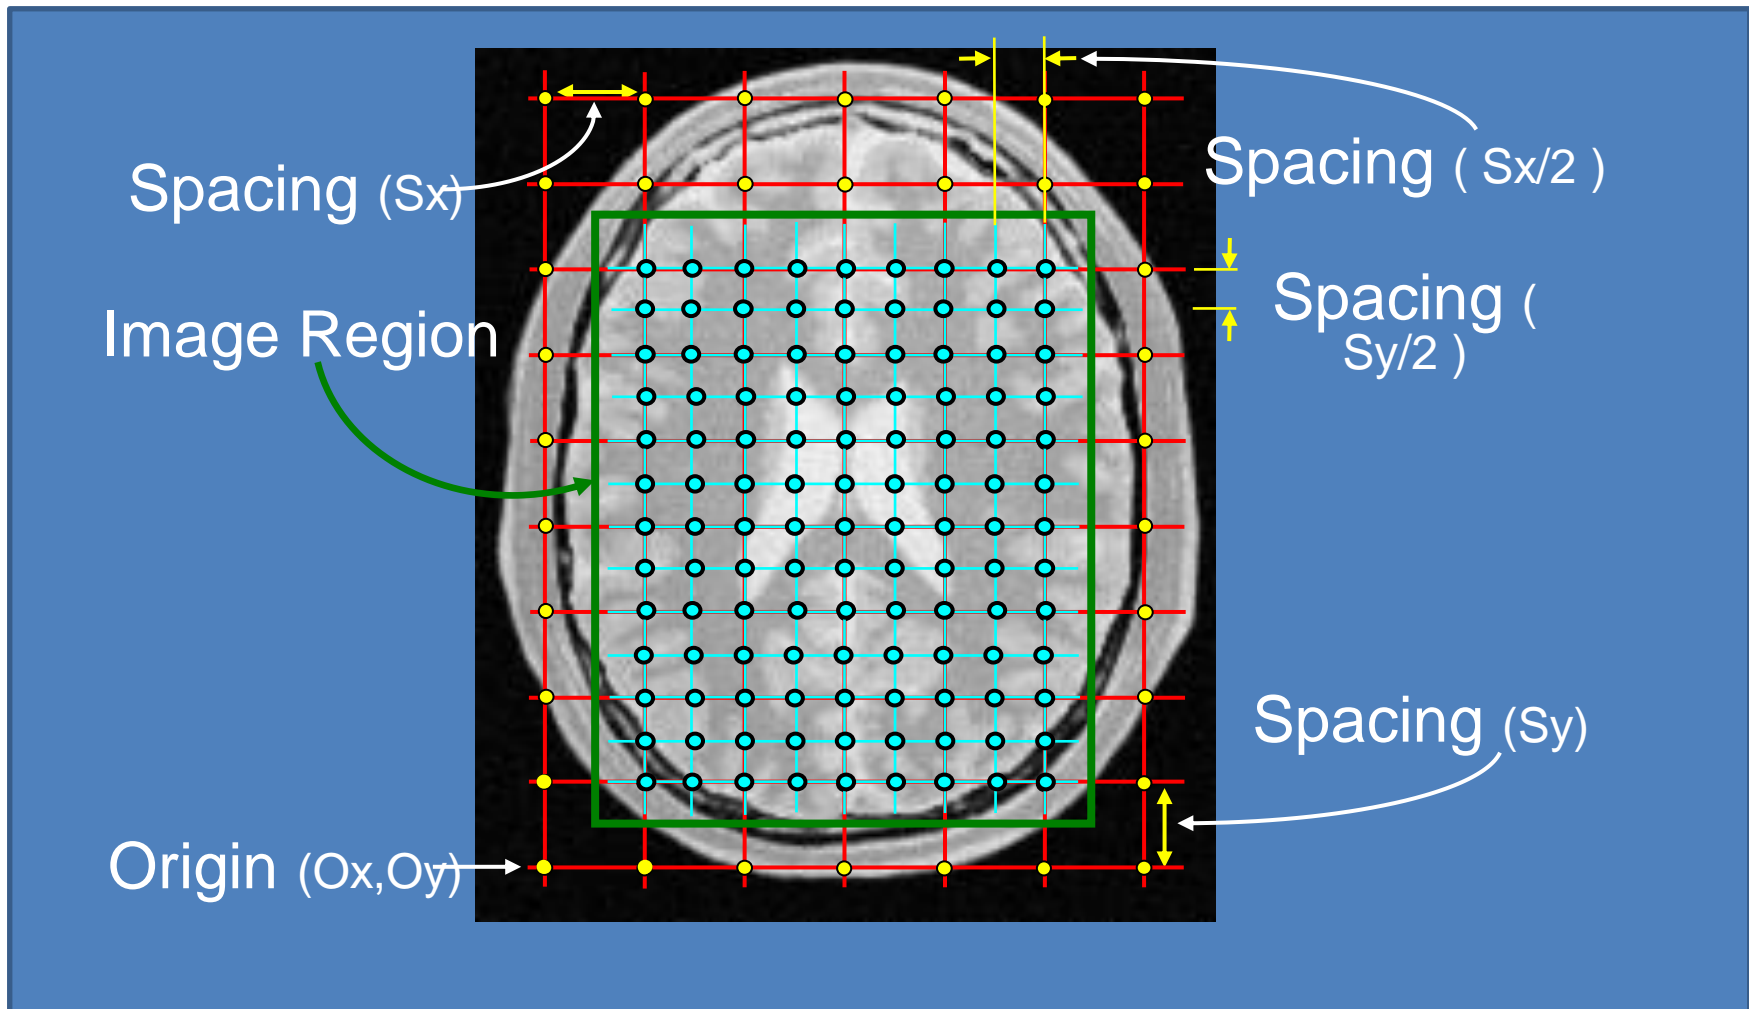 Spacing (Sx)
Spacing ( Sx/2 )
Spacing (
Sy/2 )
Image Region
Spacing (Sy)
Origin (Ox,Oy)